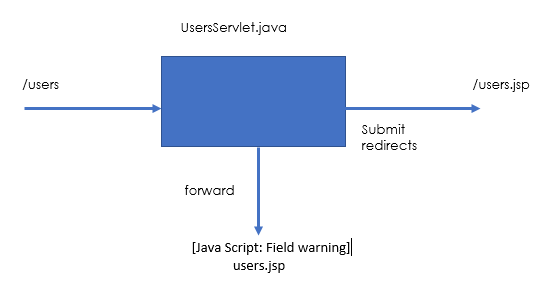 UsersServlet.java
/users
/users.jsp
Submit
redirects
forward
[Java Script: Field warning]
users.jsp